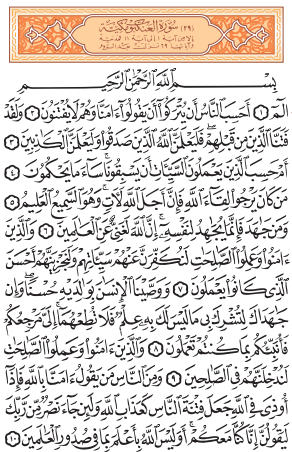 (٢٩) سُورَةُ العَنكبُوتِ مَكِّيَّة
إلا من آية ١ إلى آية ١١ فمدنية
وآياتها ٦٩ نزلت بعد الروم
بِسْمِ ٱللَّهِ ٱلرَّحْمَٰنِ ٱلرَّحِيمِ
الٓمٓ ١ أَحَسِبَ ٱلنَّاسُ أَن يُتْرَكُوٓا۟ أَن يَقُولُوٓا۟ ءَامَنَّا وَهُمْ لَا يُفْتَنُونَ ٢ وَلَقَدْ
فَتَنَّا ٱلَّذِينَ مِن قَبْلِهِمْ ۖ فَلَيَعْلَمَنَّ ٱللَّهُ ٱلَّذِينَ صَدَقُوا۟ وَلَيَعْلَمَنَّ ٱلْكَٰذِبِينَ ٣
أَمْ حَسِبَ ٱلَّذِينَ يَعْمَلُونَ ٱلسَّيِّـَٔاتِ أَن يَسْبِقُونَا ۚ سَآءَ مَا يَحْكُمُونَ ٤
مَن كَانَ يَرْجُوا۟ لِقَآءَ ٱللَّهِ فَإِنَّ أَجَلَ ٱللَّهِ لَـَٔاتٍ ۚ وَهُوَ ٱلسَّمِيعُ ٱلْعَلِيمُ ٥
وَمَن جَٰهَدَ فَإِنَّمَا يُجَٰهِدُ لِنَفْسِهِۦٓ ۚ إِنَّ ٱللَّهَ لَغَنِىٌّ عَنِ ٱلْعَٰلَمِينَ ٦ وَٱلَّذِينَ
ءَامَنُوا۟ وَعَمِلُوا۟ ٱلصَّٰلِحَٰتِ لَنُكَفِّرَنَّ عَنْهُمْ سَيِّـَٔاتِهِمْ وَلَنَجْزِيَنَّهُمْ أَحْسَنَ
ٱلَّذِى كَانُوا۟ يَعْمَلُونَ ٧ وَوَصَّيْنَا ٱلْإِنسَٰنَ بِوَٰلِدَيْهِ حُسْنًا ۖ وَإِن
جَٰهَدَاكَ لِتُشْرِكَ بِى مَا لَيْسَ لَكَ بِهِۦ عِلْمٌ فَلَا تُطِعْهُمَآ ۚ إِلَىَّ مَرْجِعُكُمْ
فَأُنَبِّئُكُم بِمَا كُنتُمْ تَعْمَلُونَ ٨ وَٱلَّذِينَ ءَامَنُوا۟ وَعَمِلُوا۟ ٱلصَّٰلِحَٰتِ
لَنُدْخِلَنَّهُمْ فِى ٱلصَّٰلِحِينَ ٩ وَمِنَ ٱلنَّاسِ مَن يَقُولُ ءَامَنَّا بِٱللَّهِ فَإِذَآ
أُوذِىَ فِى ٱللَّهِ جَعَلَ فِتْنَةَ ٱلنَّاسِ كَعَذَابِ ٱللَّهِ وَلَئِن جَآءَ نَصْرٌ مِّن رَّبِّكَ
لَيَقُولُنَّ إِنَّا كُنَّا مَعَكُمْ ۚ أَوَلَيْسَ ٱللَّهُ بِأَعْلَمَ بِمَا فِى صُدُورِ ٱلْعَٰلَمِينَ ١٠